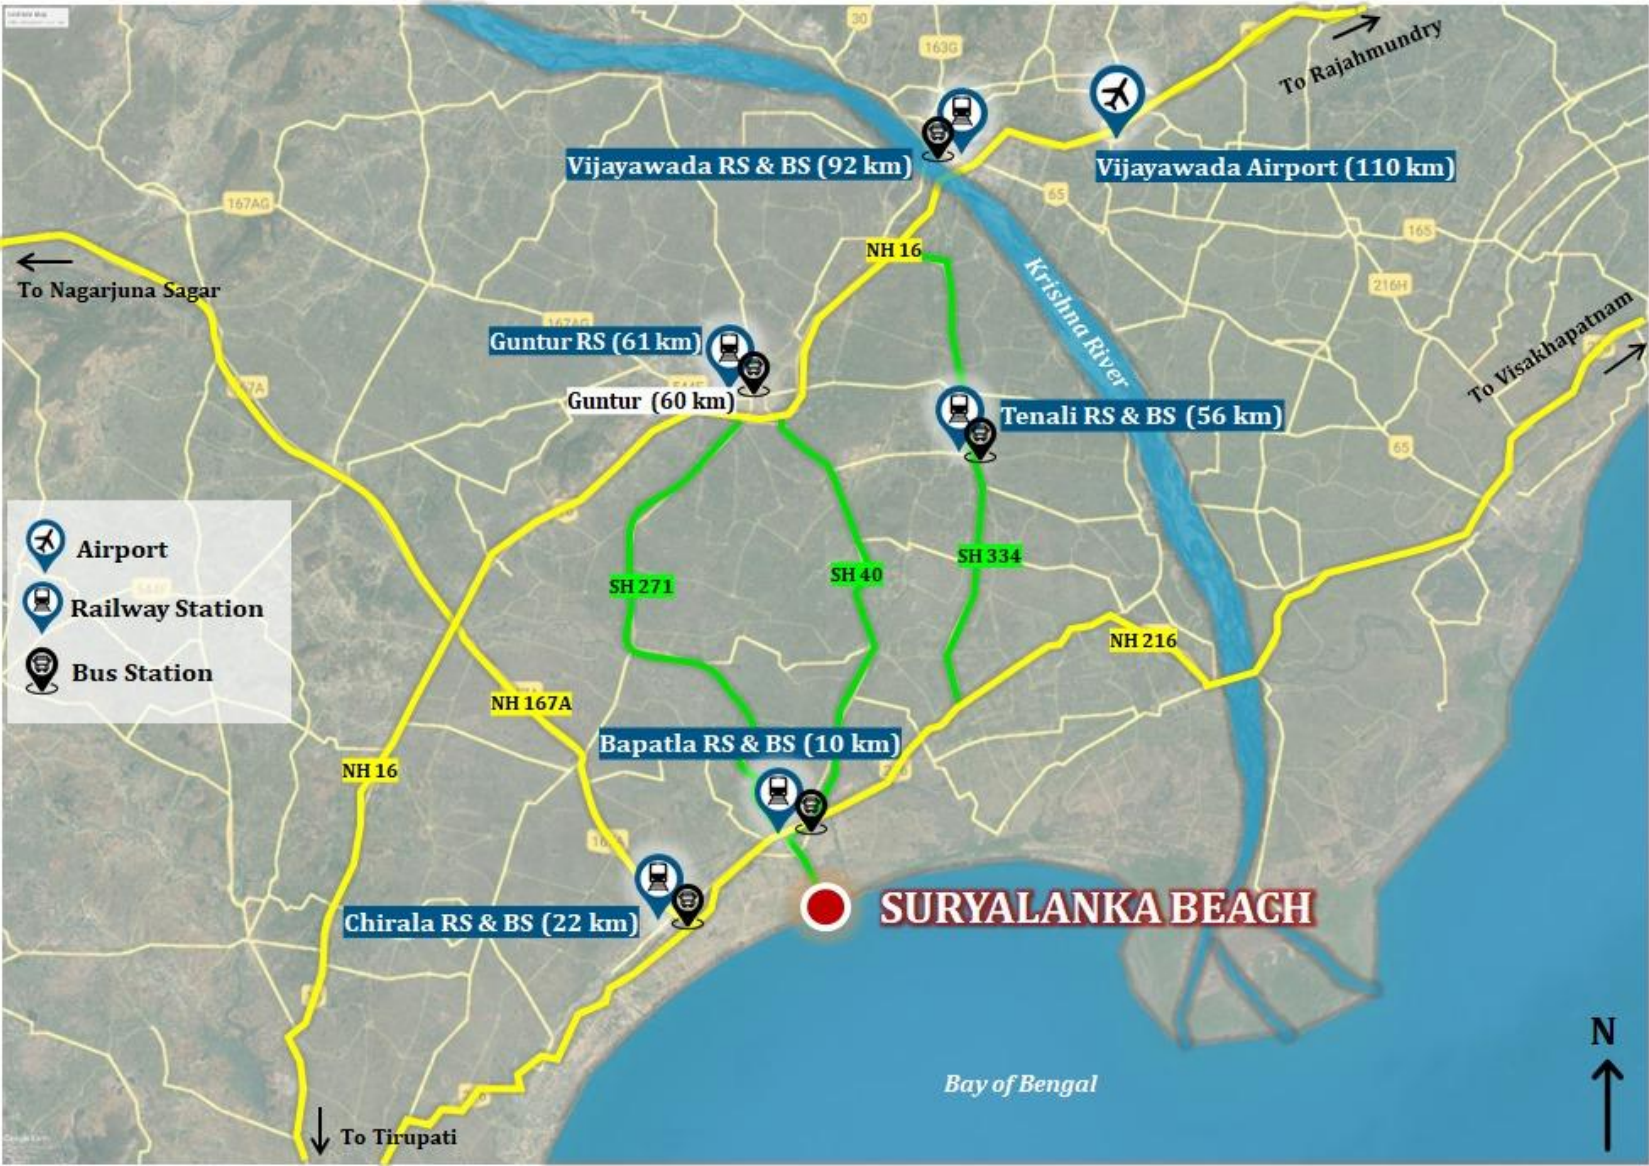 30
163G
To Rajahmundry
Vijayawada RS & BS (92 km)
Vijayawada Airport (110 km)
65
167AG
165
NH 16
To Nagarjuna Sagar
Krishna River
216H
To Visakhapatnam
167AG
Guntur RS (61 km)
Guntur (60 km)
Tenali RS & BS (56 km)
65
Airport
Railway Station
Bus Station
SH 271
SH 40
SH 334
NH 216
NH 167A
Bapatla RS & BS (10 km)
NH 16
Chirala RS & BS (22 km)
SURYALANKA BEACH
N
Bay of Bengal
To Tirupati